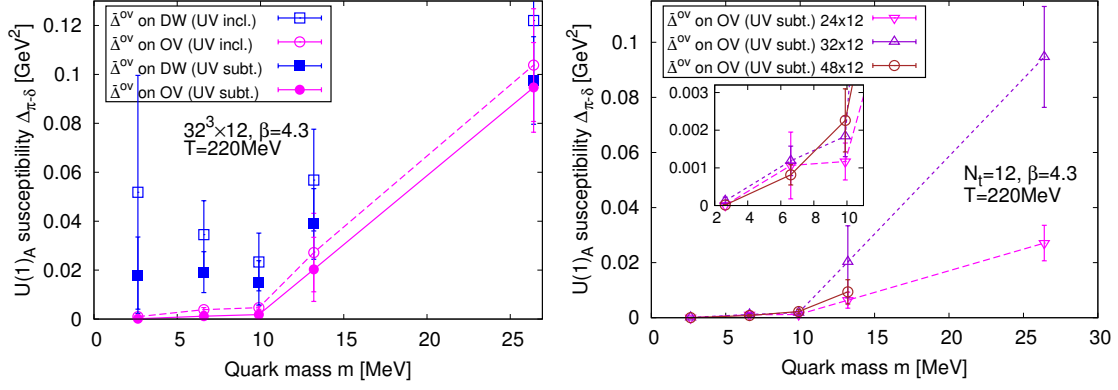 Δ̄^ov on DW (UV incl.)
Δ̄^ov on OV (UV incl.)
Δ̄^ov on DW (UV subt.)
Δ̄^ov on OV (UV subt.)
32³×12, β=4.3
T=220MeV
U(1)_A susceptibility Δ_π-δ [GeV²]
0.12
0.1
0.08
0.06
0.04
0.02
0
0 5 10 15 20 25
Quark mass m [MeV]
Δ̄^ov on OV (UV subt.) 24x12
Δ̄^ov on OV (UV subt.) 32x12
Δ̄^ov on OV (UV subt.) 48x12
0.003
0.002
0.001
0
2 4 6 8 10
N_t=12, β=4.3
T=220MeV
U(1)_A susceptibility Δ_π-δ [GeV²]
0.1
0.08
0.06
0.04
0.02
0
0 5 10 15 20 25 30
Quark mass m [MeV]